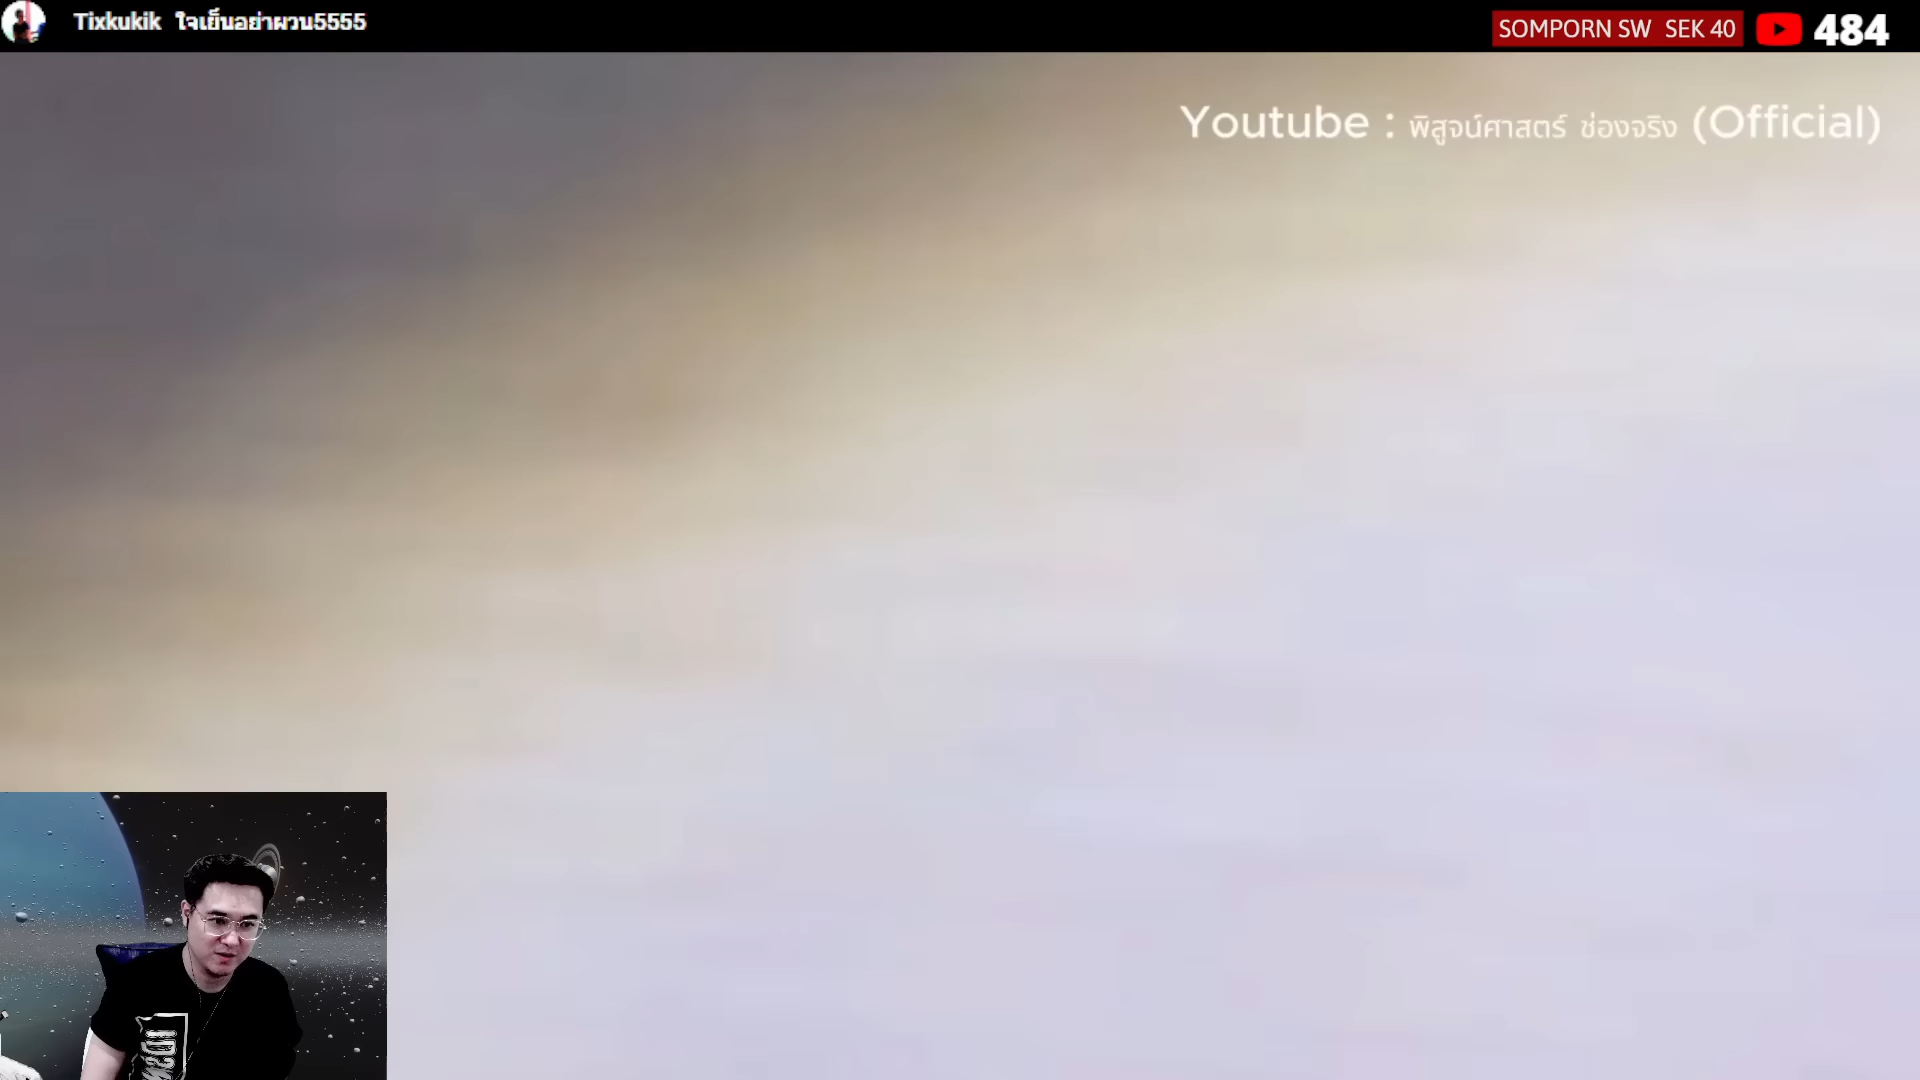 Tixkukik ใจเย็นอย่าผวน5555
SOMPORN SW SEK 40
484
Youtube : พิสูจน์ศาสตร์ ช่องจริง (Official)